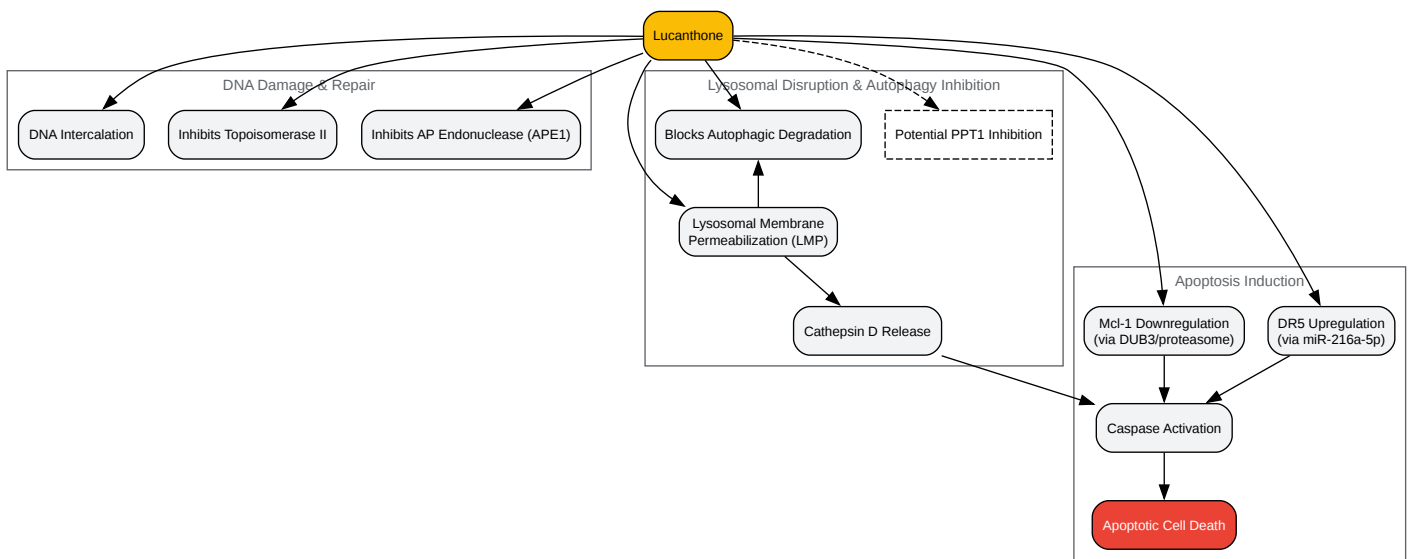 Lucanthone
DNA Damage & Repair
DNA Intercalation
Inhibits Topoisomerase II
Inhibits AP Endonuclease (APE1)
Lysosomal Disruption & Autophagy Inhibition
Blocks Autophagic Degradation
Potential PPT1 Inhibition
Lysosomal Membrane
Permeabilization (LMP)
Cathepsin D Release
Apoptosis Induction
Mcl-1 Downregulation
(via DUB3/proteasome)
DR5 Upregulation
(via miR-216a-5p)
Caspase Activation
Apoptotic Cell Death